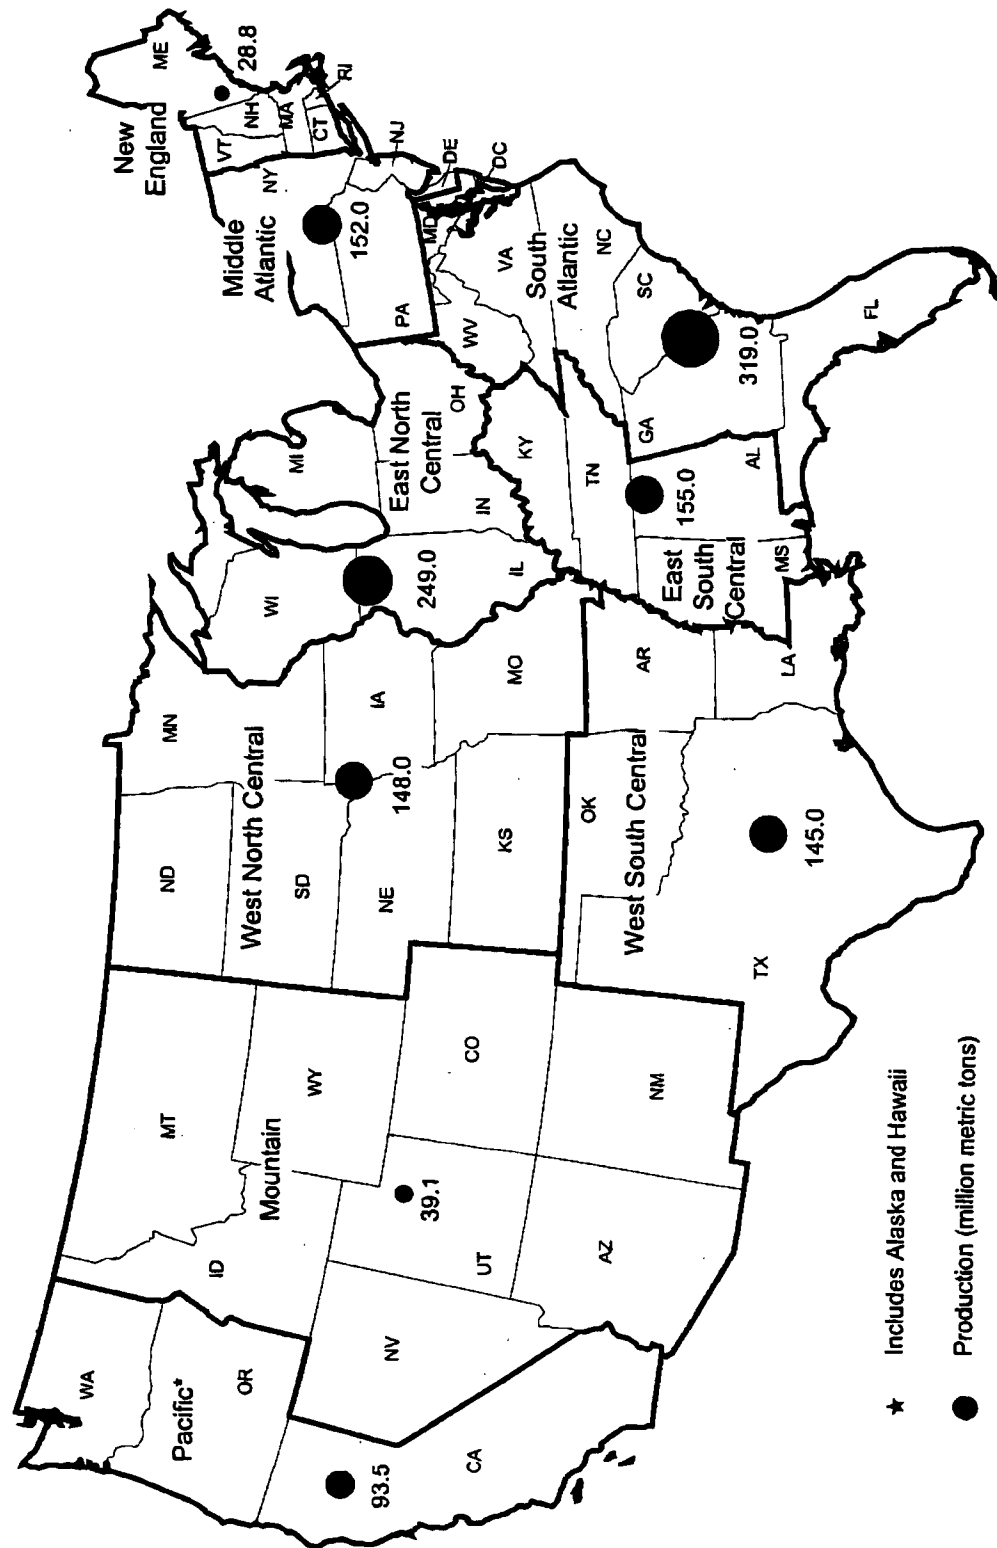 WA
Pacific*
OR
93.5
CA
NV
ID
MT
Mountain
WY
39.1
UT
CO
AZ
NM
ND
MN
West North Central
SD
148.0
NE
IA
KS
MO
OK
AR
West South Central
TX
145.0
LA
WI
MI
East North
Central
249.0
IL
IN
OH
KY
TN
155.0
East
South
Central
MS
AL
New
England
ME
28.8
VT
NH
MA
CT
RI
Middle
Atlantic
NY
152.0
PA
NJ
DE
MD
DC
WV
VA
South
Atlantic
NC
SC
GA
319.0
FL
★ Includes Alaska and Hawaii
Production (million metric tons)